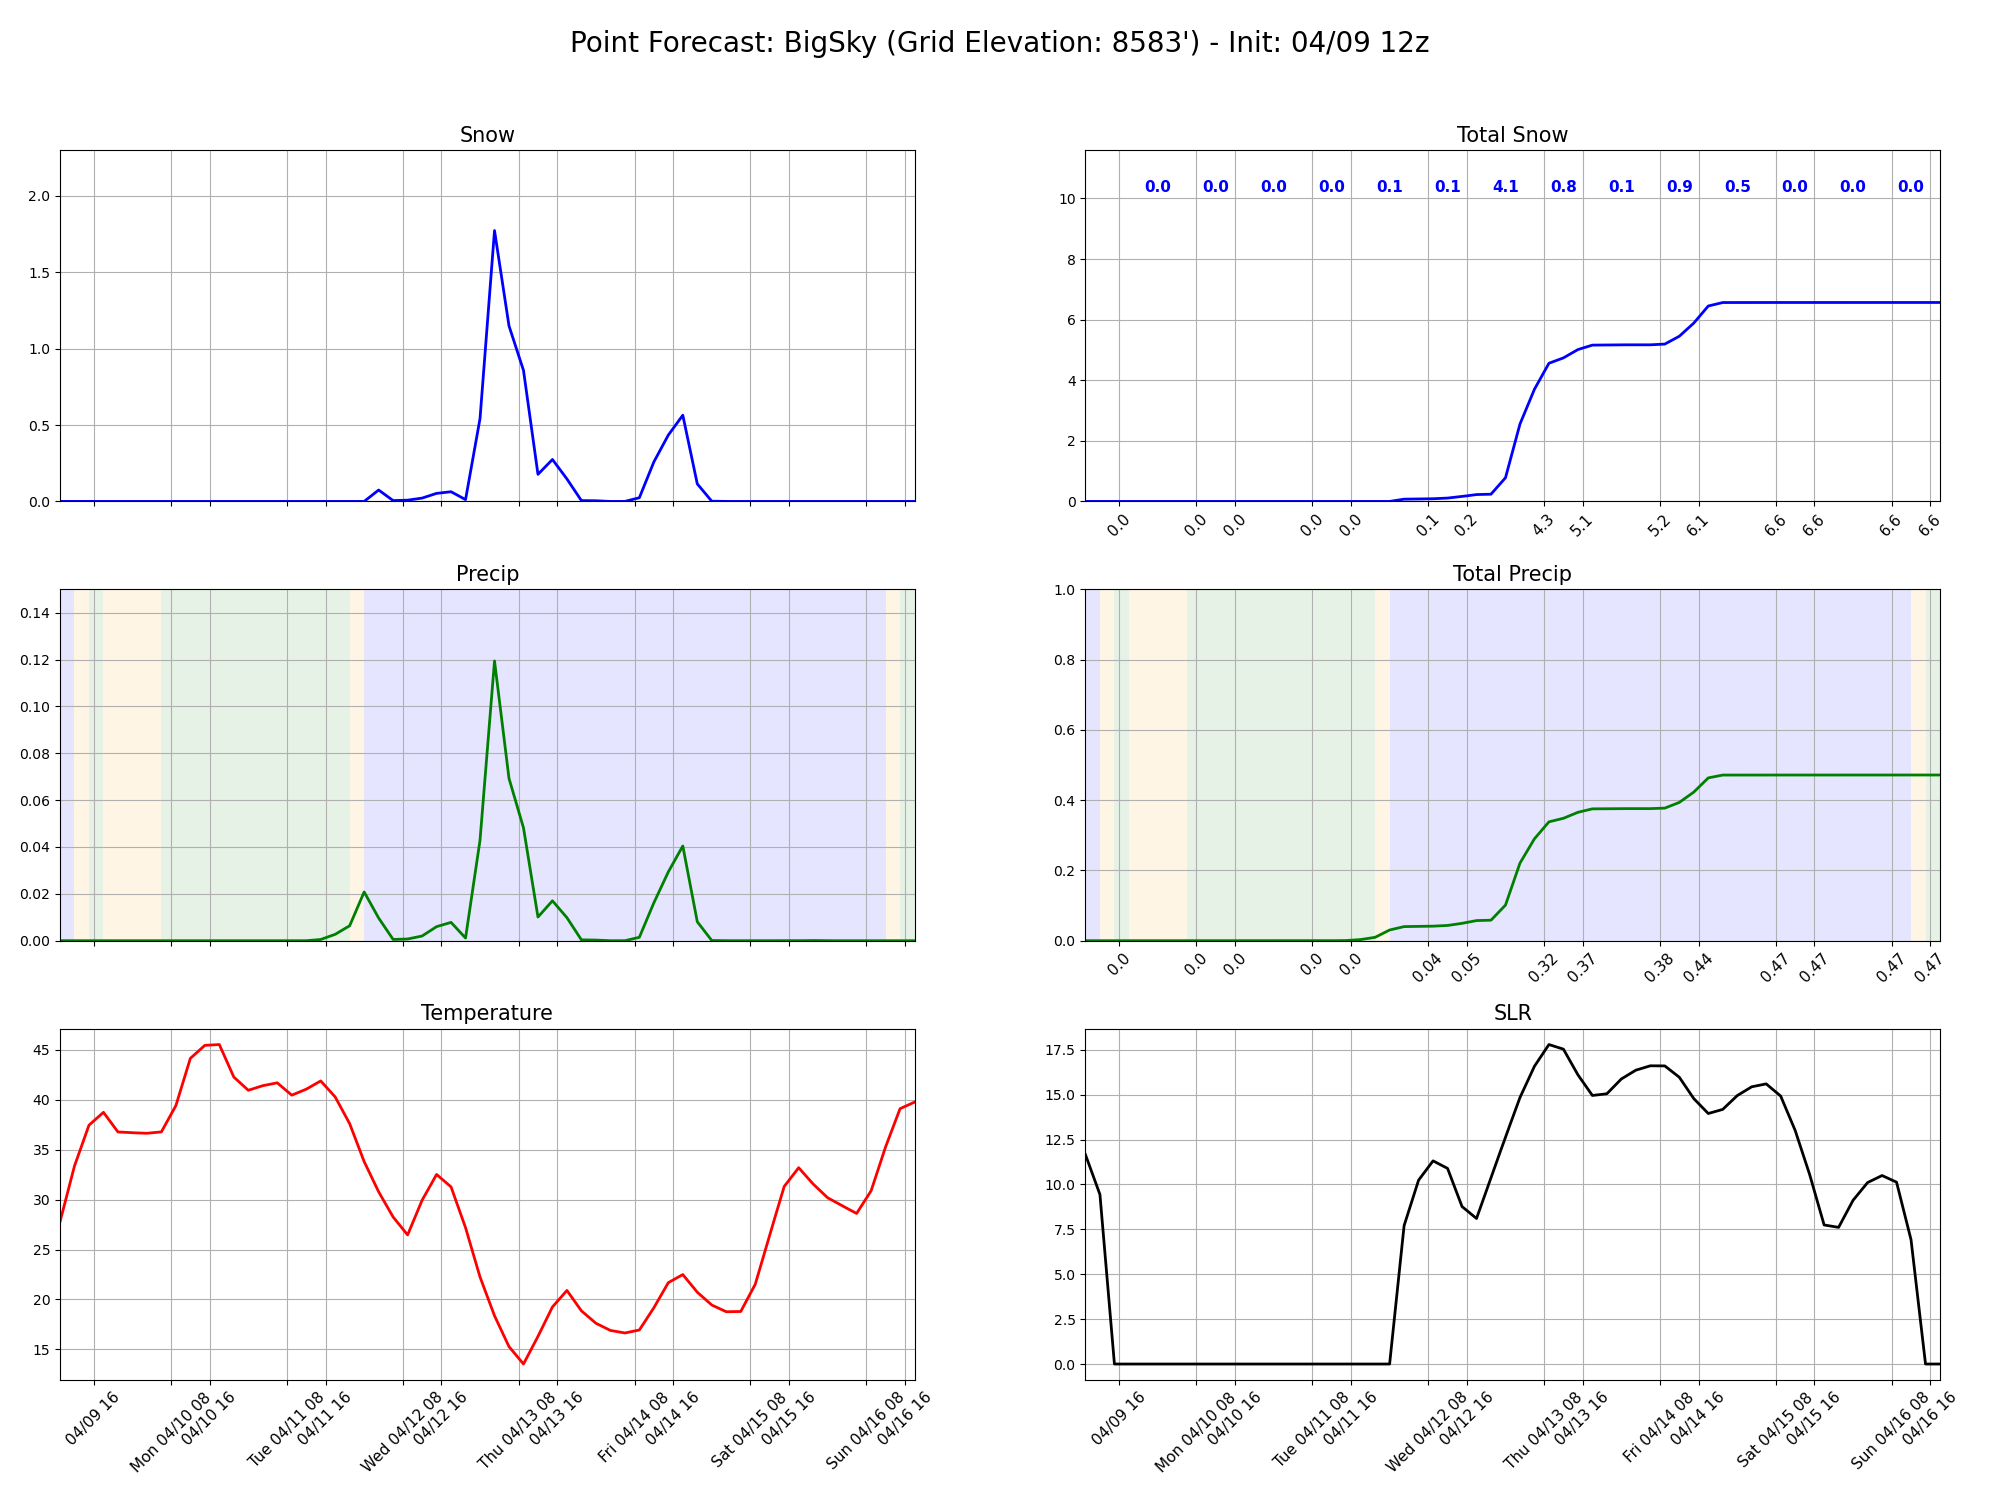 Point Forecast: BigSky (Grid Elevation: 8583') - Init: 04/09 12z
Snow
2.0
1.5
1.0
0.5
0.0
Total Snow
0.0 0.0 0.0 0.0 0.1 0.1 4.1 0.8 0.1 0.9 0.5 0.0 0.0 0.0
10
8
6
4
2
0
0.0 0.0 0.0 0.0 0.0 0.1 0.2 4.3 5.1 5.2 6.1 6.6 6.6 6.6 6.6
Precip
0.14
0.12
0.10
0.08
0.06
0.04
0.02
0.00
Total Precip
1.0
0.8
0.6
0.4
0.2
0.0
0.0 0.0 0.0 0.0 0.0 0.04 0.05 0.32 0.37 0.38 0.44 0.47 0.47 0.47 0.47
Temperature
45
40
35
30
25
20
15
04/09 16
Mon 04/10 08
04/10 16
Tue 04/11 08
04/11 16
Wed 04/12 08
04/12 16
Thu 04/13 08
04/13 16
Fri 04/14 08
04/14 16
Sat 04/15 08
04/15 16
Sun 04/16 08
04/16 16
SLR
17.5
15.0
12.5
10.0
7.5
5.0
2.5
0.0
04/09 16
Mon 04/10 08
04/10 16
Tue 04/11 08
04/11 16
Wed 04/12 08
04/12 16
Thu 04/13 08
04/13 16
Fri 04/14 08
04/14 16
Sat 04/15 08
04/15 16
Sun 04/16 08
04/16 16